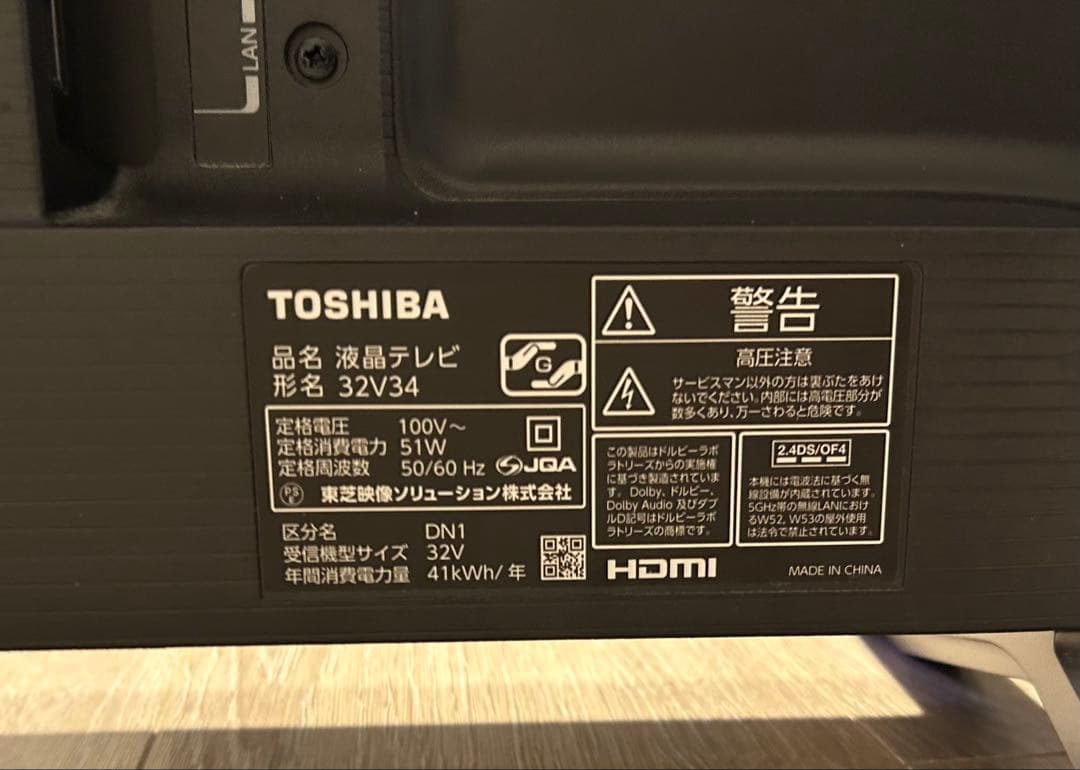 LAN
TOSHIBA
品名 液晶テレビ
形名 32V34
G
定格電圧 100V～
定格消費電力 51W
定格周波数 50/60 Hz
JQA
PS
E
東芝映像ソリューション株式会社
区分名 DN1
受信機型サイズ 32V
年間消費電力量 41kWh/年
警告
高圧注意
サービスマン以外の方は裏ぶたをあけ
ないでください。内部には高電圧部分が
数多くあり、万一さわると危険です。
この製品はドルビーラボ
ラトリーズからの実施権
に基づき製造されていま
す。Dolby、ドルビー、
Dolby Audio 及びダブ
ルD記号はドルビーラボ
ラトリーズの商標です。
2.4DS/OF4
本機には電波法に基づく無
線設備が内蔵されています。
5GHz帯の無線LANにおけ
るW52, W53の屋外使用
は法令で禁止されています。
HDMI
MADE IN CHINA